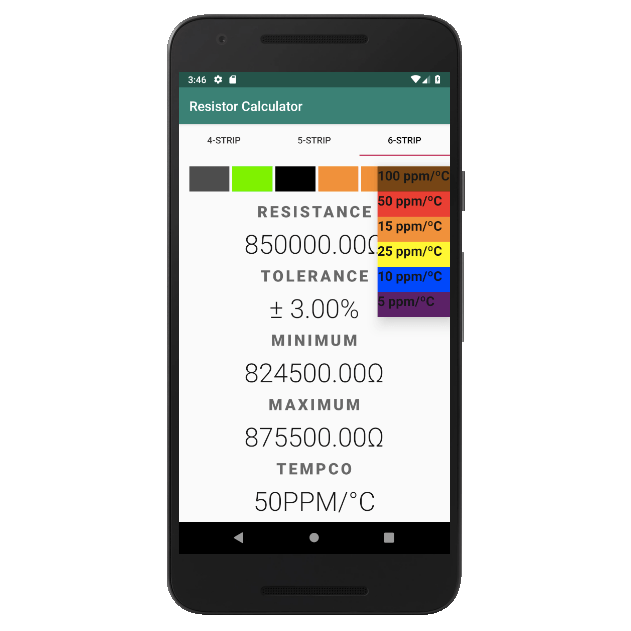 3:46
Resistor Calculator
4-STRIP 5-STRIP 6-STRIP
100 ppm/°C
50 ppm/°C
15 ppm/°C
25 ppm/°C
10 ppm/°C
5 ppm/°C
RESISTANCE
850000.00Ω
TOLERANCE
± 3.00%
MINIMUM
824500.00Ω
MAXIMUM
875500.00Ω
TEMPCO
50PPM/°C